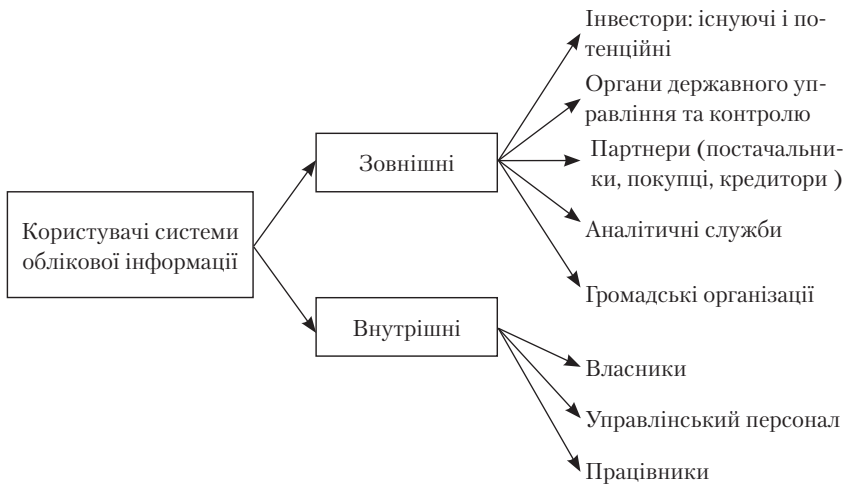 Користувачі системи
облікової інформації
Зовнішні
Інвестори: існуючі і по-
тенційні
Органи державного уп-
равління та контролю
Партнери (постачальни-
ки, покупці, кредитори )
Аналітичні служби
Громадські організації
Внутрішні
Власники
Управлінський персонал
Працівники